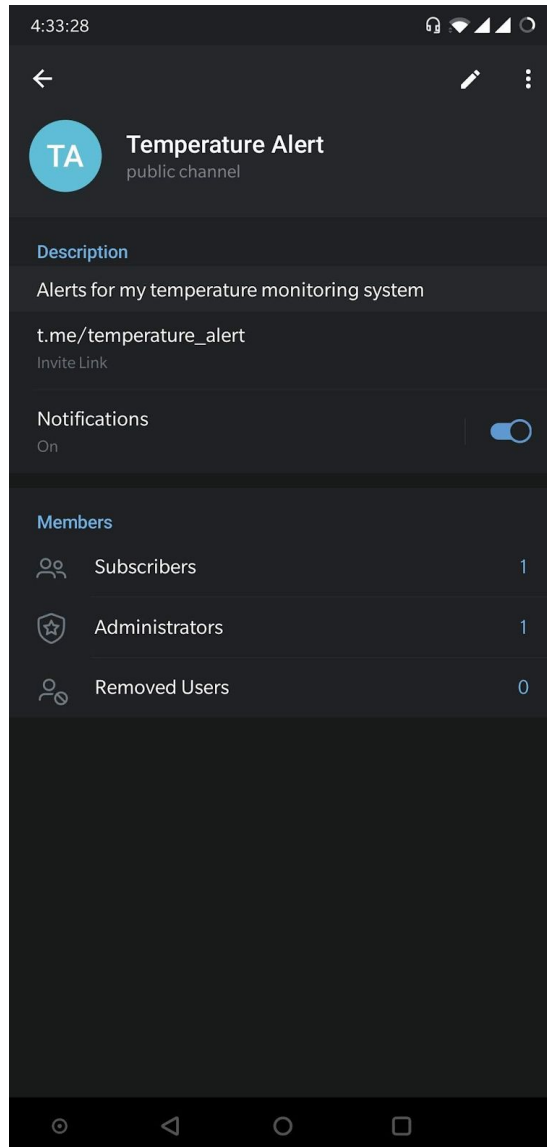 4:33:28
TA
Temperature Alert
public channel
Description
Alerts for my temperature monitoring system
t.me/temperature_alert
Invite Link
Notifications
On
Members
Subscribers 1
Administrators 1
Removed Users 0